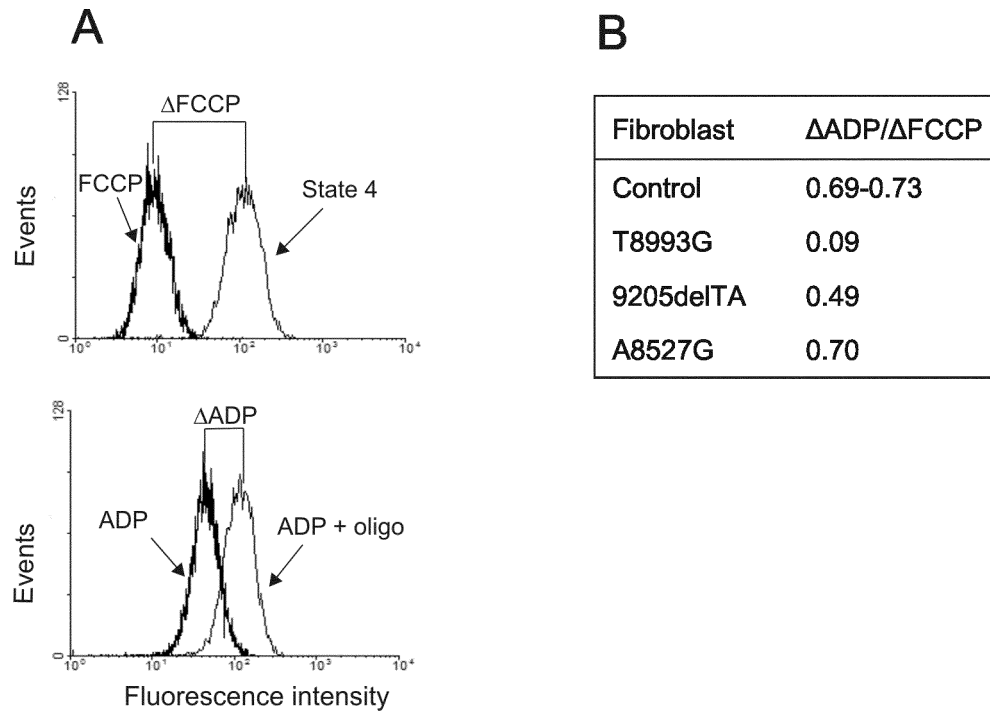 A
128
ΔFCCP
FCCP
State 4
Events
0
10⁰ 10¹ 10² 10³ 10⁴
128
ΔADP
ADP
ADP + oligo
Events
0
10⁰ 10¹ 10² 10³ 10⁴
Fluorescence intensity
B
Fibroblast ΔADP/ΔFCCP
Control 0.69-0.73
T8993G 0.09
9205delTA 0.49
A8527G 0.70